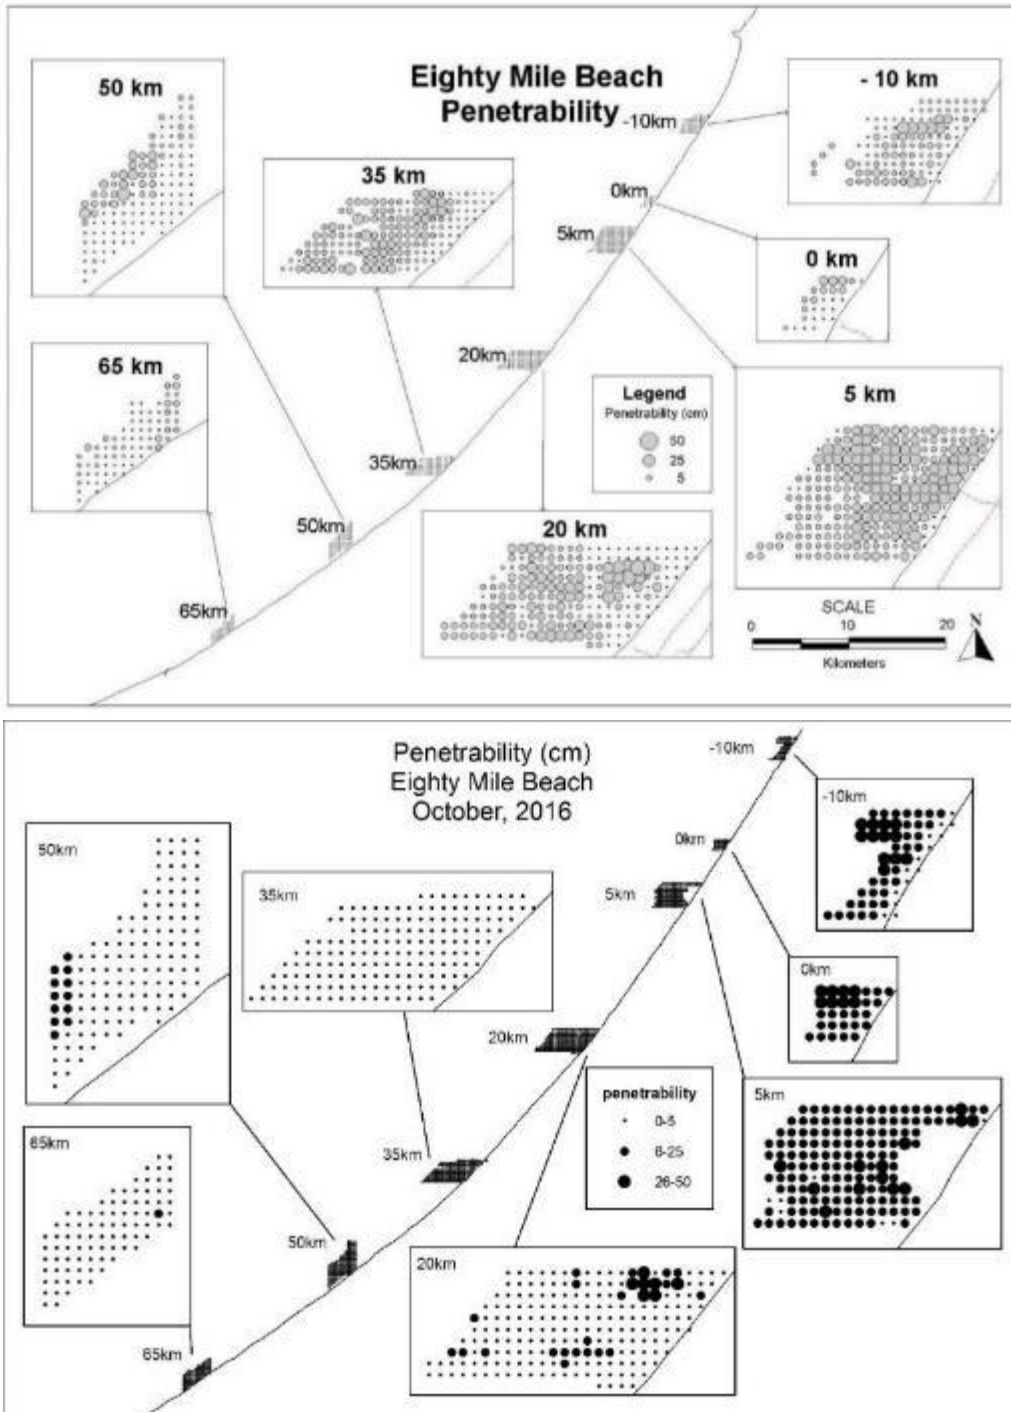 Eighty Mile Beach
Penetrability
50 km
- 10 km
-10km
35 km
0km
5km
0 km
20km
65 km
Legend
Penetrability (cm)
50
25
5
5 km
35km
50km
20 km
65km
SCALE
0 10 20
Kilometers
N
Penetrability (cm)
Eighty Mile Beach
October, 2016
-10km
-10km
50km
0km
35km
5km
0km
20km
penetrability
0-5
6-25
26-50
5km
65km
35km
50km
20km
65km